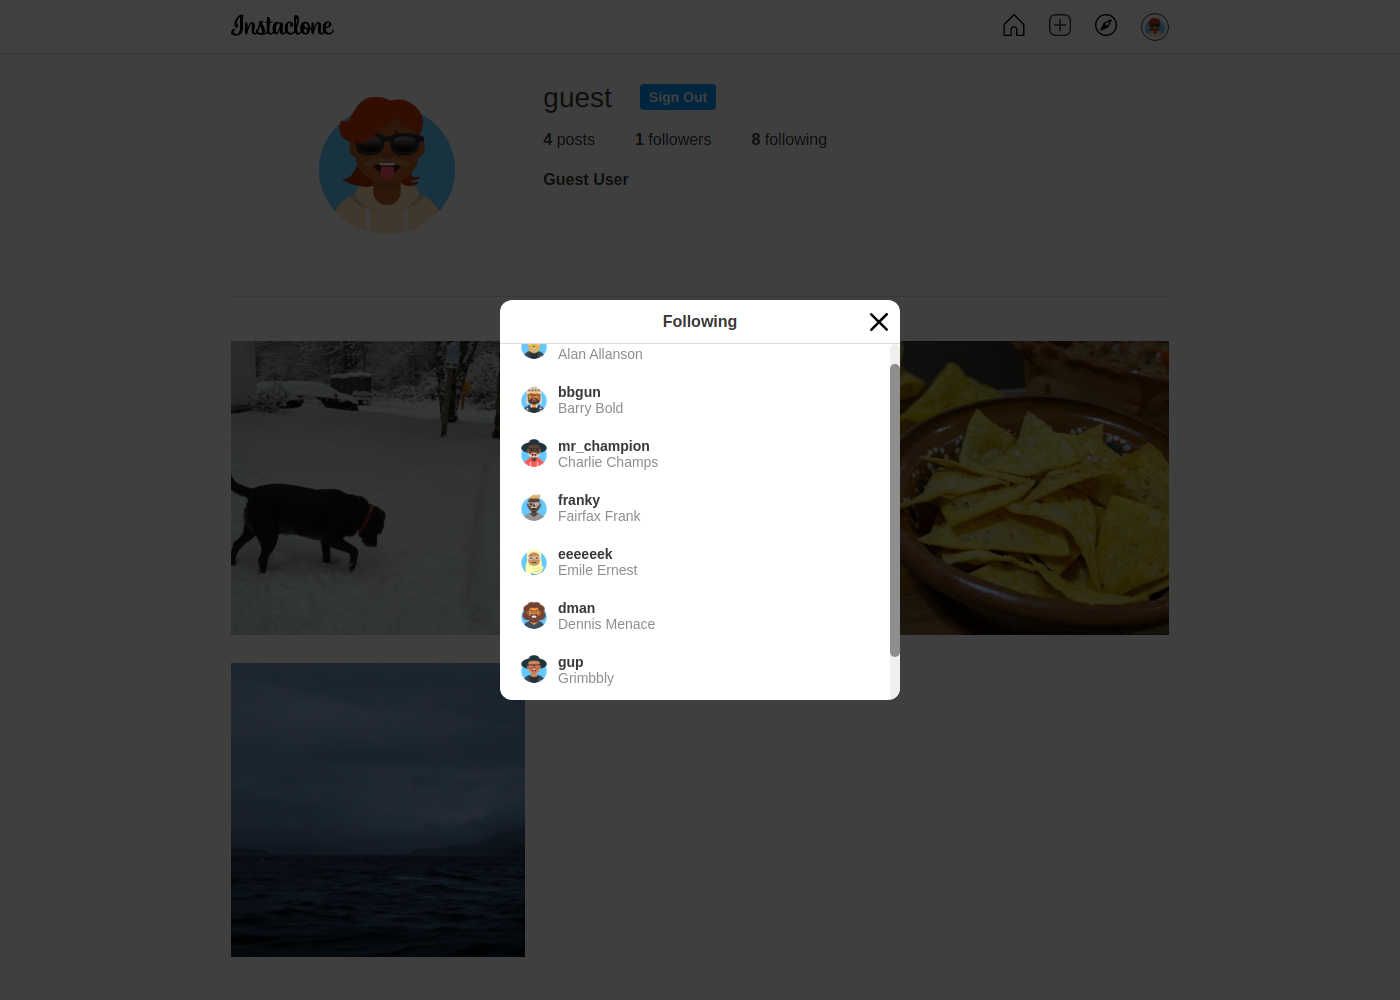 Instaclone
guest
Sign Out
4 posts
1 followers
8 following
Guest User
Following
Alan Allanson
bbgun
Barry Bold
mr_champion
Charlie Champs
franky
Fairfax Frank
eeeeeek
Emile Ernest
dman
Dennis Menace
gup
Grimbbly